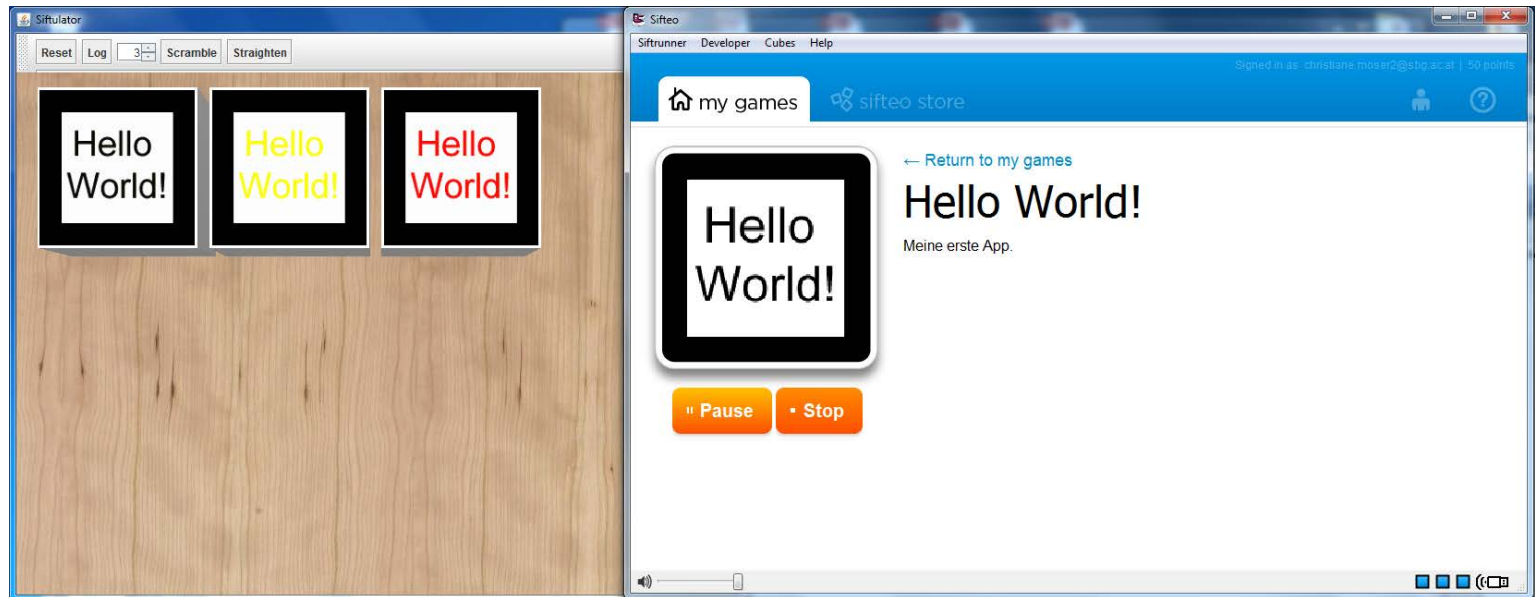 Siftulator
Reset Log 3 Scramble Straighten
Hello
World!
Hello
World!
Hello
World!
Sifteo
Siftrunner Developer Cubes Help
Signed in as christiane.moser2@sbg.ac.at | 50 points
my games sifteo store
Hello
World!
← Return to my games
Hello World!
Meine erste App.
Pause Stop